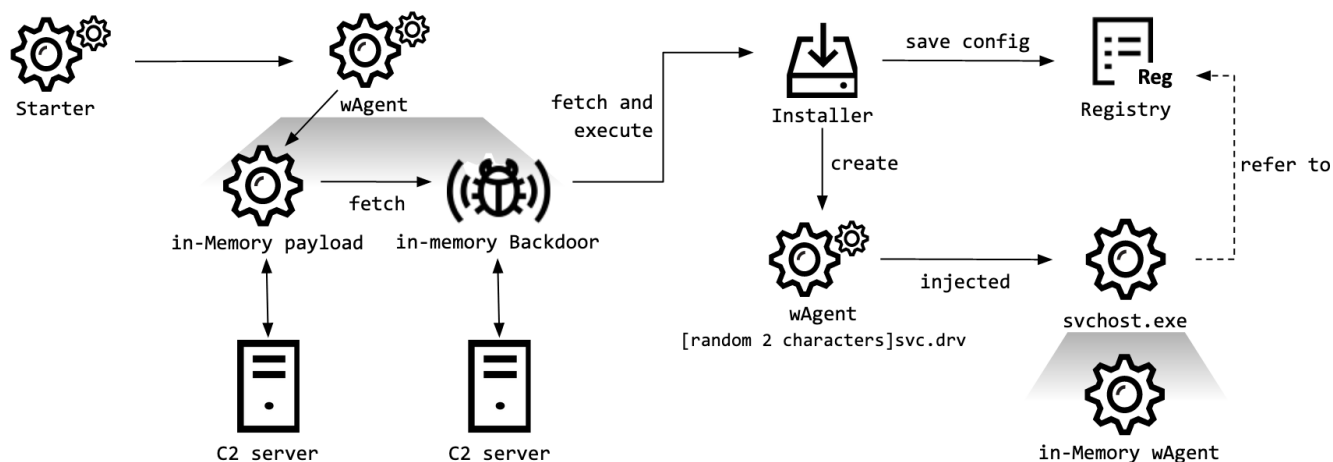 Starter
wAgent
in-Memory payload
fetch
in-memory Backdoor
C2 server
C2 server
fetch and
execute
Installer
save config
Reg
Registry
create
refer to
wAgent
[random 2 characters]svc.drv
injected
svchost.exe
in-Memory wAgent